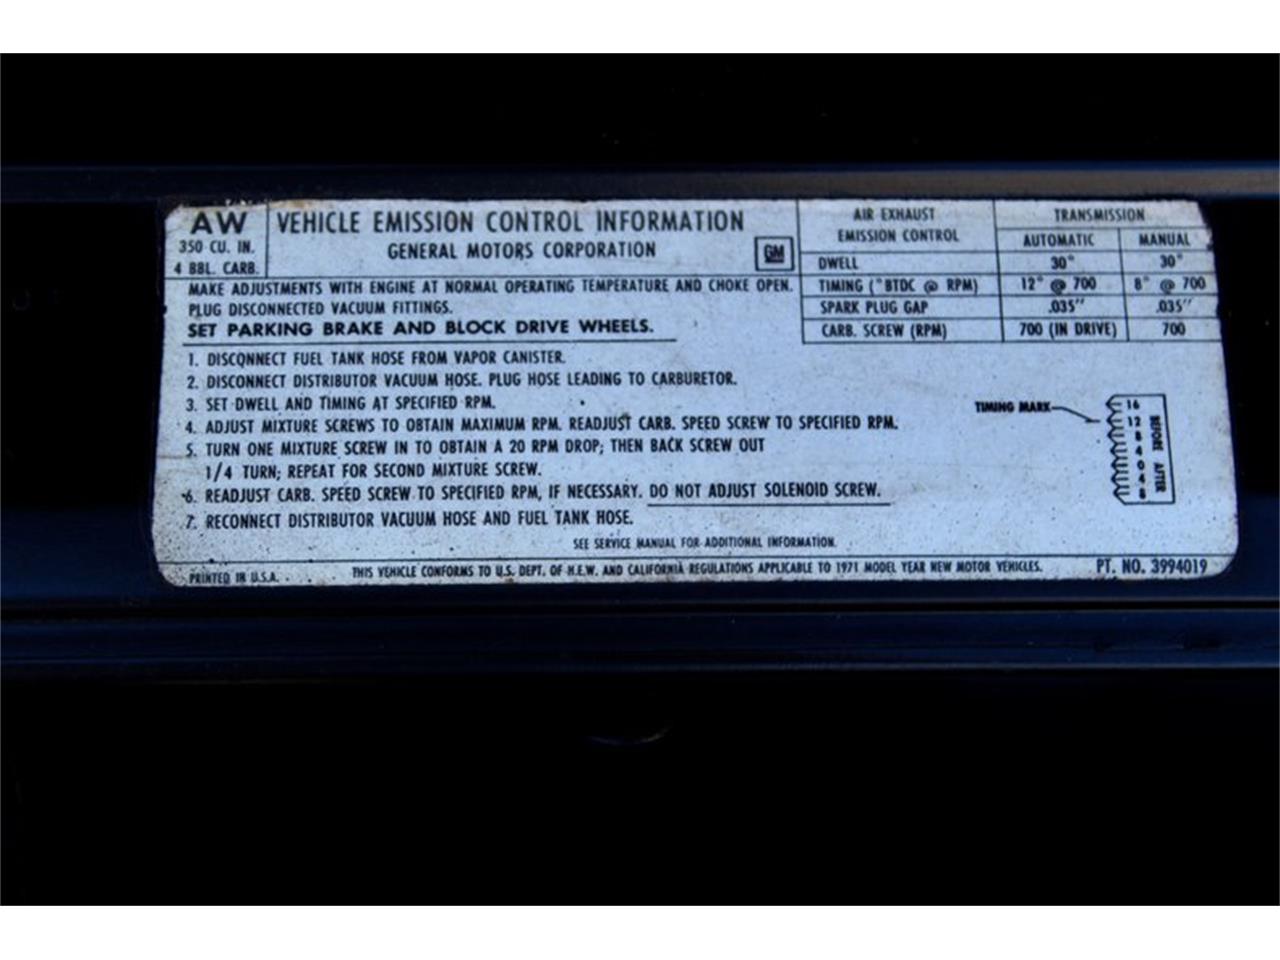 AW
350 CU. IN.
4 BBL. CARB.
VEHICLE EMISSION CONTROL INFORMATION
GENERAL MOTORS CORPORATION
GM
MAKE ADJUSTMENTS WITH ENGINE AT NORMAL OPERATING TEMPERATURE AND CHOKE OPEN.
PLUG DISCONNECTED VACUUM FITTINGS.
SET PARKING BRAKE AND BLOCK DRIVE WHEELS.
AIR EXHAUST
EMISSION CONTROL
TRANSMISSION
AUTOMATIC MANUAL
DWELL 30° 30°
TIMING (°BTDC @ RPM) 12° @ 700 8° @ 700
SPARK PLUG GAP .035" .035"
CARB. SCREW (RPM) 700 (IN DRIVE) 700
1. DISCONNECT FUEL TANK HOSE FROM VAPOR CANISTER.
2. DISCONNECT DISTRIBUTOR VACUUM HOSE. PLUG HOSE LEADING TO CARBURETOR.
3. SET DWELL AND TIMING AT SPECIFIED RPM.
4. ADJUST MIXTURE SCREWS TO OBTAIN MAXIMUM RPM. READJUST CARB. SPEED SCREW TO SPECIFIED RPM.
5. TURN ONE MIXTURE SCREW IN TO OBTAIN A 20 RPM DROP; THEN BACK SCREW OUT
1/4 TURN; REPEAT FOR SECOND MIXTURE SCREW.
6. READJUST CARB. SPEED SCREW TO SPECIFIED RPM, IF NECESSARY. DO NOT ADJUST SOLENOID SCREW.
7. RECONNECT DISTRIBUTOR VACUUM HOSE AND FUEL TANK HOSE.
TIMING MARK
16
12
8
4
0
4
8
BEFORE
AFTER
SEE SERVICE MANUAL FOR ADDITIONAL INFORMATION.
PRINTED IN U.S.A.
THIS VEHICLE CONFORMS TO U.S. DEPT. OF H.E.W. AND CALIFORNIA REGULATIONS APPLICABLE TO 1971 MODEL YEAR NEW MOTOR VEHICLES.
PT. NO. 3994019